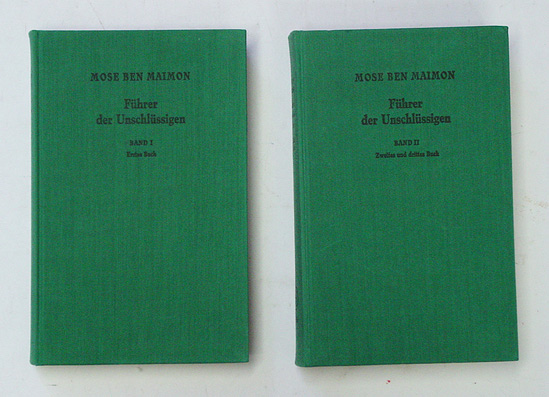 MOSE BEN MAIMON
Führer
der Unschlüssigen
BAND I
Erstes Buch
MOSE BEN MAIMON
Führer
der Unschlüssigen
BAND II
Zweites und drittes Buch